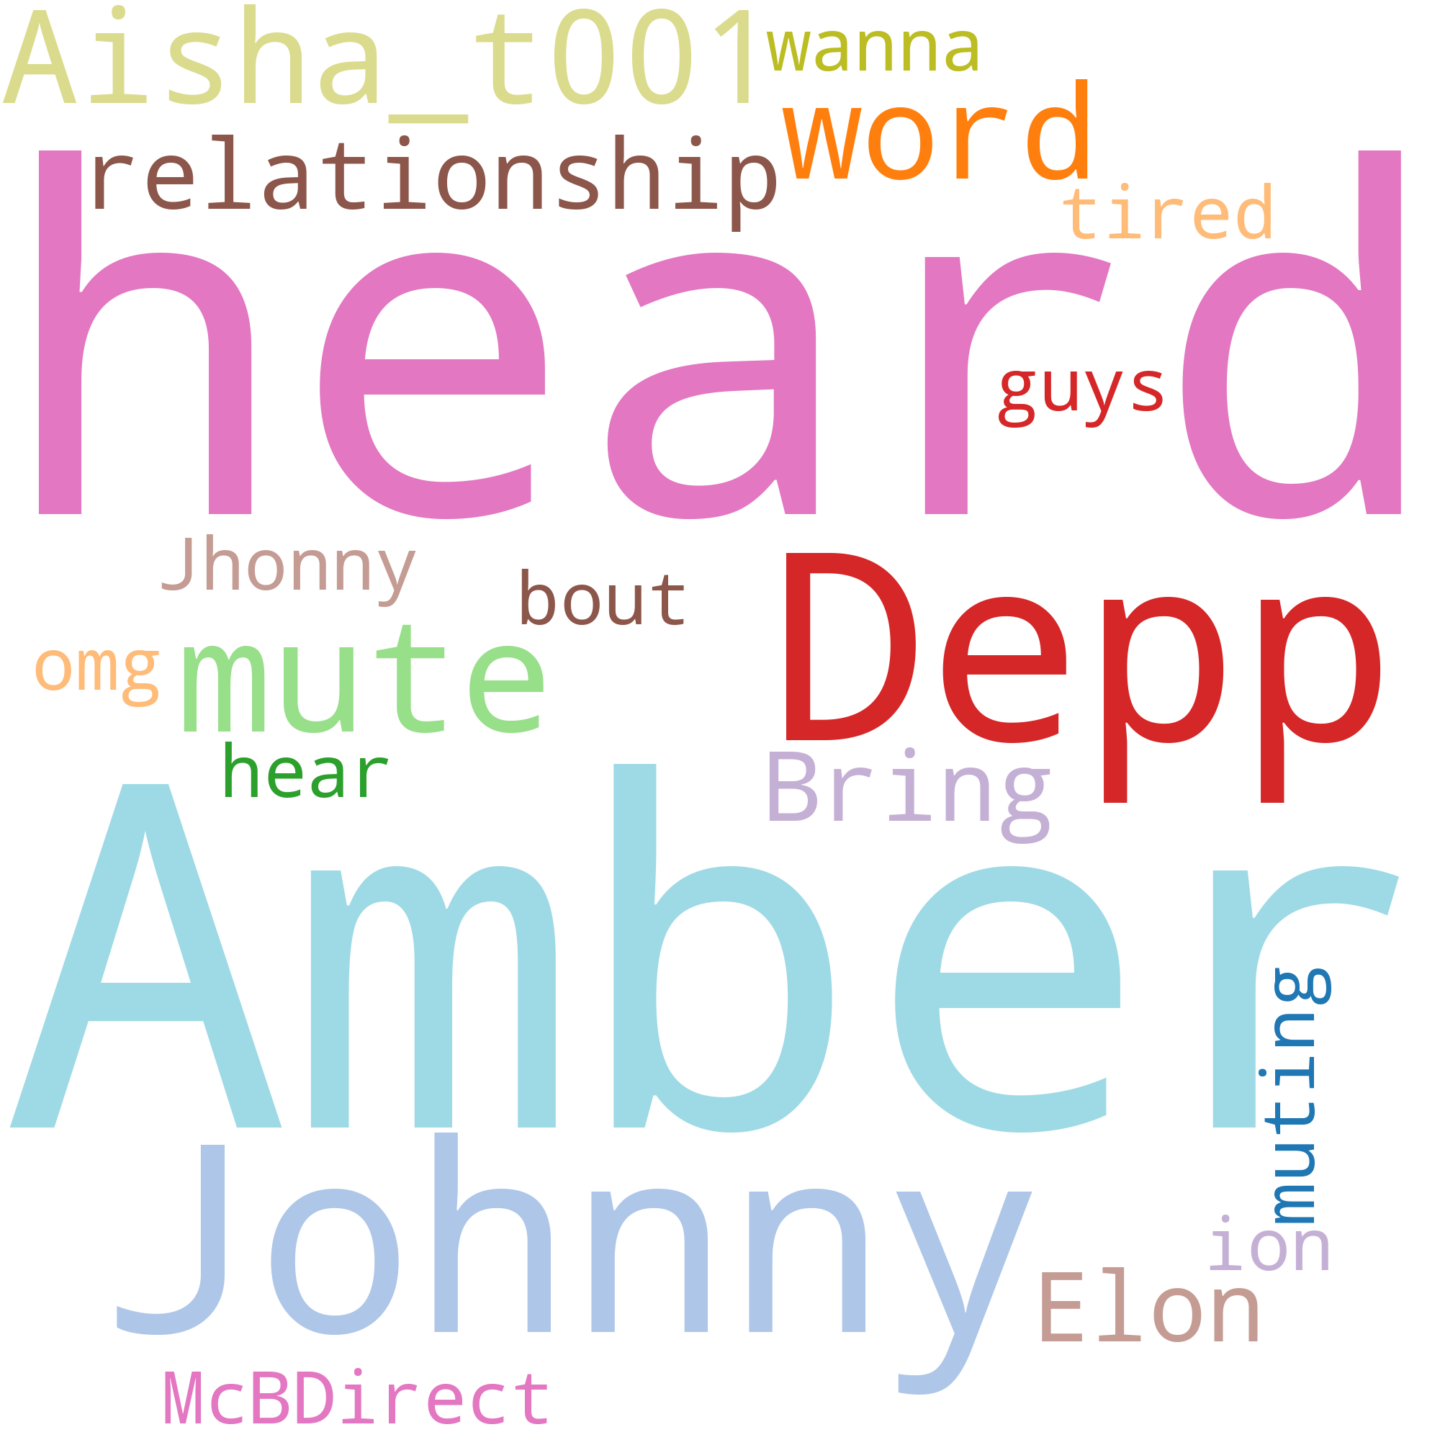 Aisha_t001
wanna
word
relationship
tired
heard
guys
Jhonny
bout
Depp
omg
mute
hear
Bring
Amber
muting
Johnny
ion
Elon
McBDirect